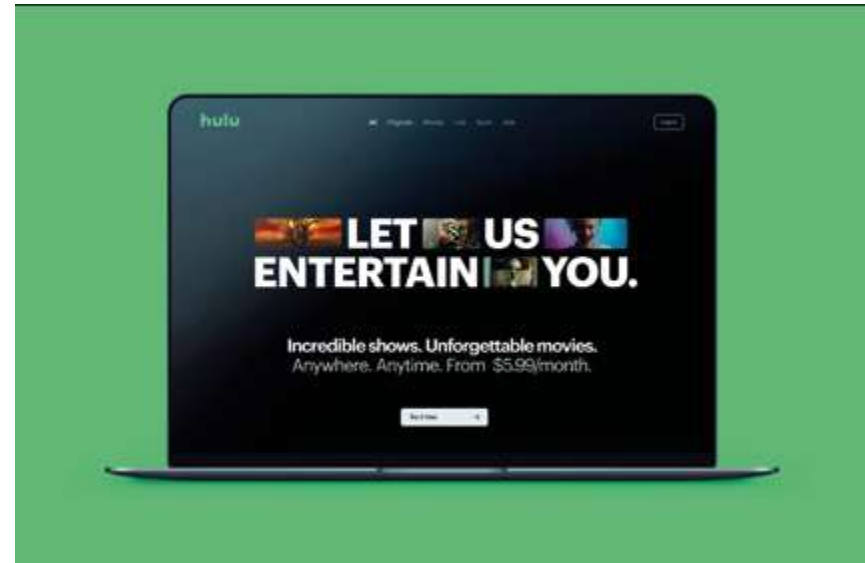 hulu
LET US
ENTERTAIN YOU.
Incredible shows. Unforgettable movies.
Anywhere. Anytime. From $5.99/month.